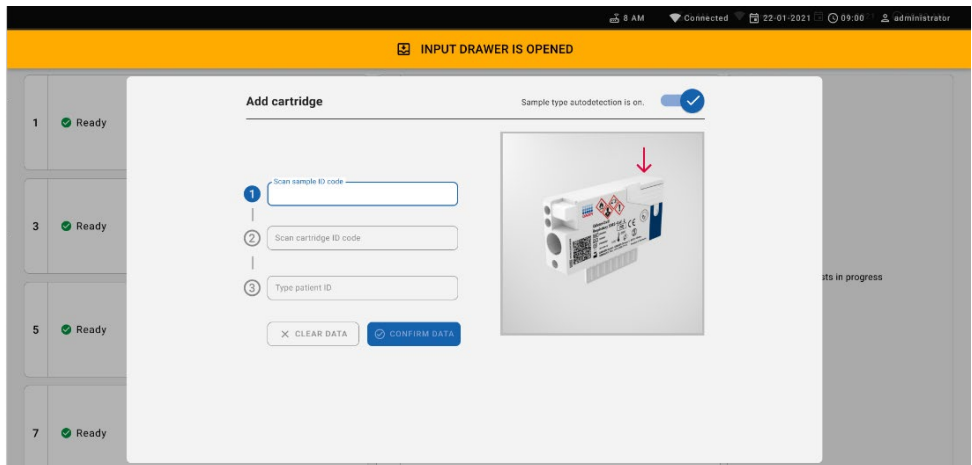 8 AM Connected 22-01-2021 09:00 administrator
INPUT DRAWER IS OPENED
Add cartridge
Sample type autodetection is on.
1 Ready
Scan sample ID code
1
2 Scan cartridge ID code
3 Ready
3 Type patient ID
ats in progress
CLEAR DATA
CONFIRM DATA
5 Ready
7 Ready
CE